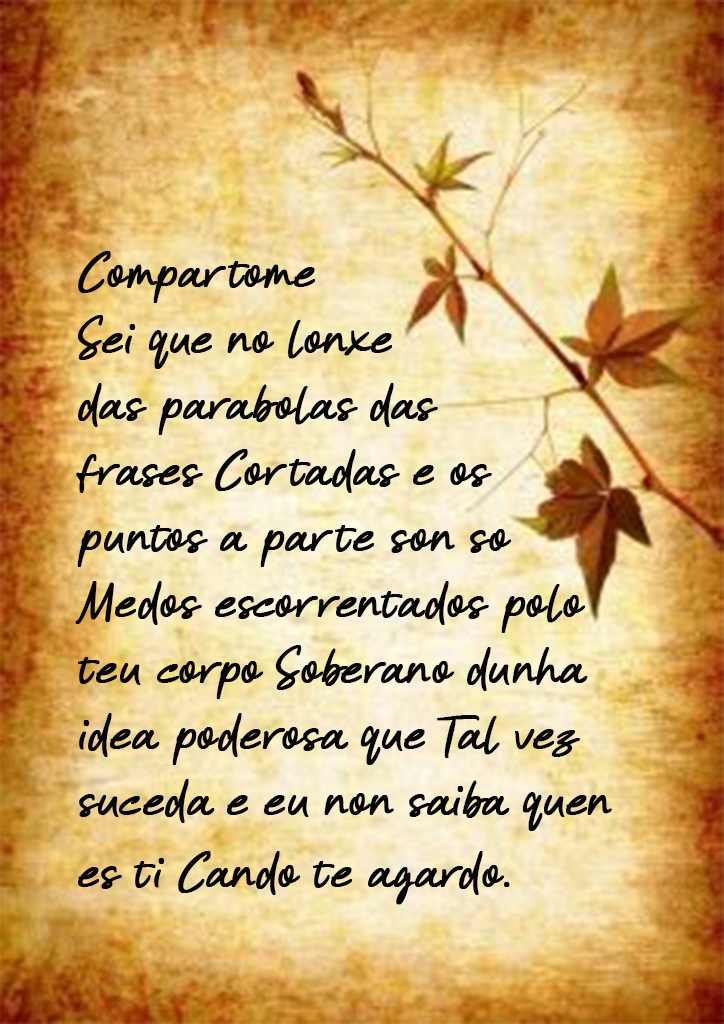 Compartome
Sei que no lonxe
das parabolas das
frases Cortadas e os
puntos a parte son so
Medos escorrentados polo
teu corpo Soberano dunha
idea poderosa que Tal vez
suceda e eu non saiba quen
es ti Cando te agardo.